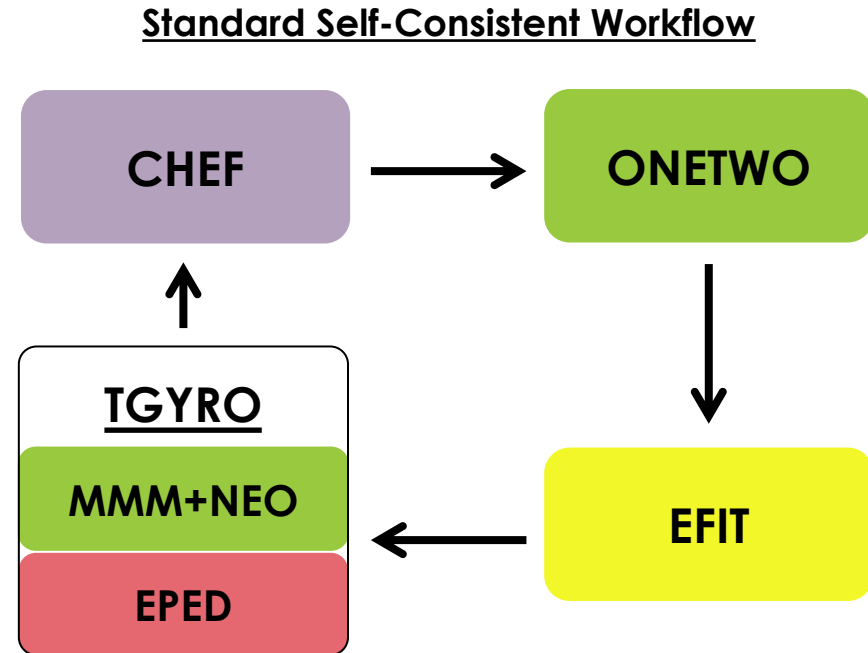 Standard Self-Consistent Workflow
CHEF
ONETWO
TGYRO
MMM+NEO
EPED
EFIT